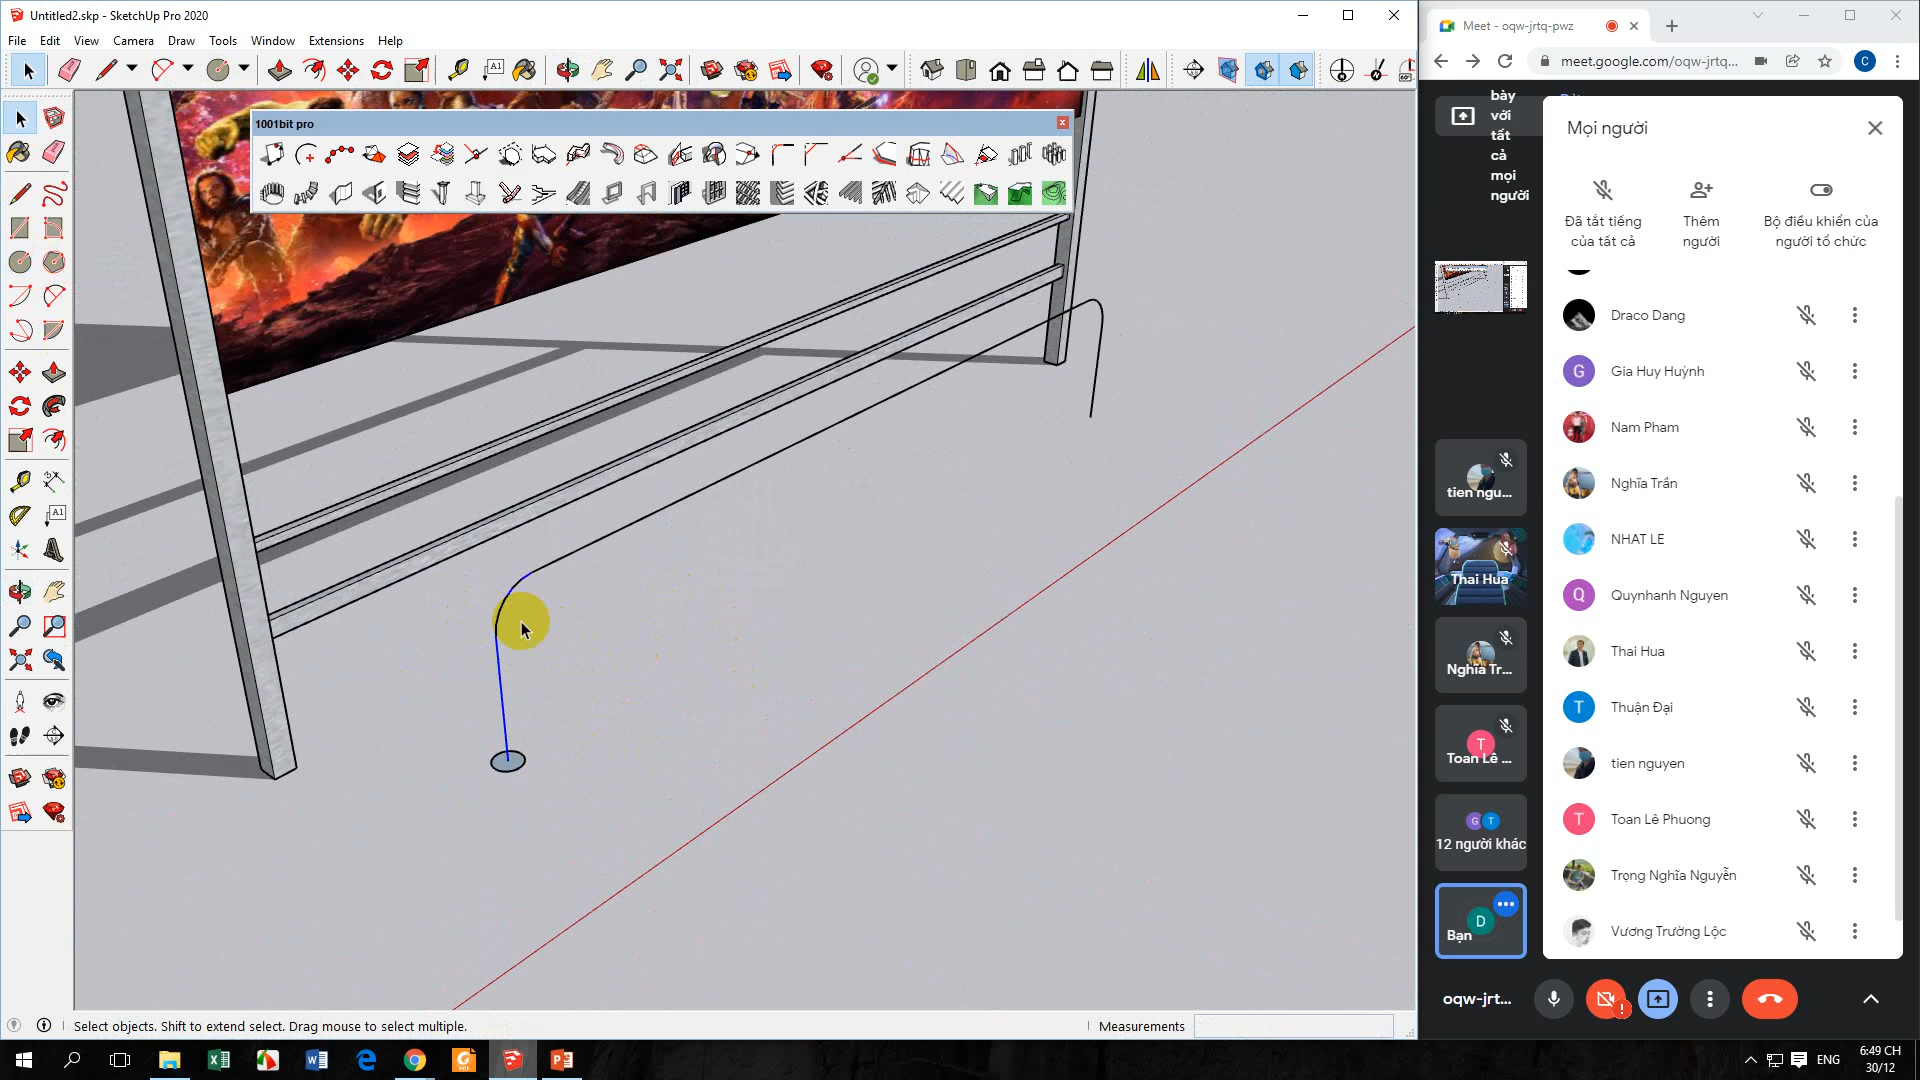 Untitled2.skp - SketchUp Pro 2020
File Edit View Camera Draw Tools Window Extensions Help
1001bit pro
A1
A1
Select objects. Shift to extend select. Drag mouse to select multiple.
Measurements
Meet - oqw-jrtq-pwz
meet.google.com/oqw-jrtq...
C
bày
với
tất
cả
mọi
người
tien ngu...
Thai Hua
Nghĩa Tr...
T
Toan Lê ...
G T
12 người khác
D
Bạn
Mọi người
Đã tắt tiếng
của tất cả
Thêm
người
Bộ điều khiển của
người tổ chức
Draco Dang
G
Gia Huy Huỳnh
Nam Pham
Nghĩa Trần
NHAT LE
Q
Quynhanh Nguyen
Thai Hua
T
Thuận Đại
tien nguyen
T
Toan Lê Phuong
Trọng Nghĩa Nguyễn
Vương Trường Lộc
oqw-jrt...
ENG
6:49 CH
30/12